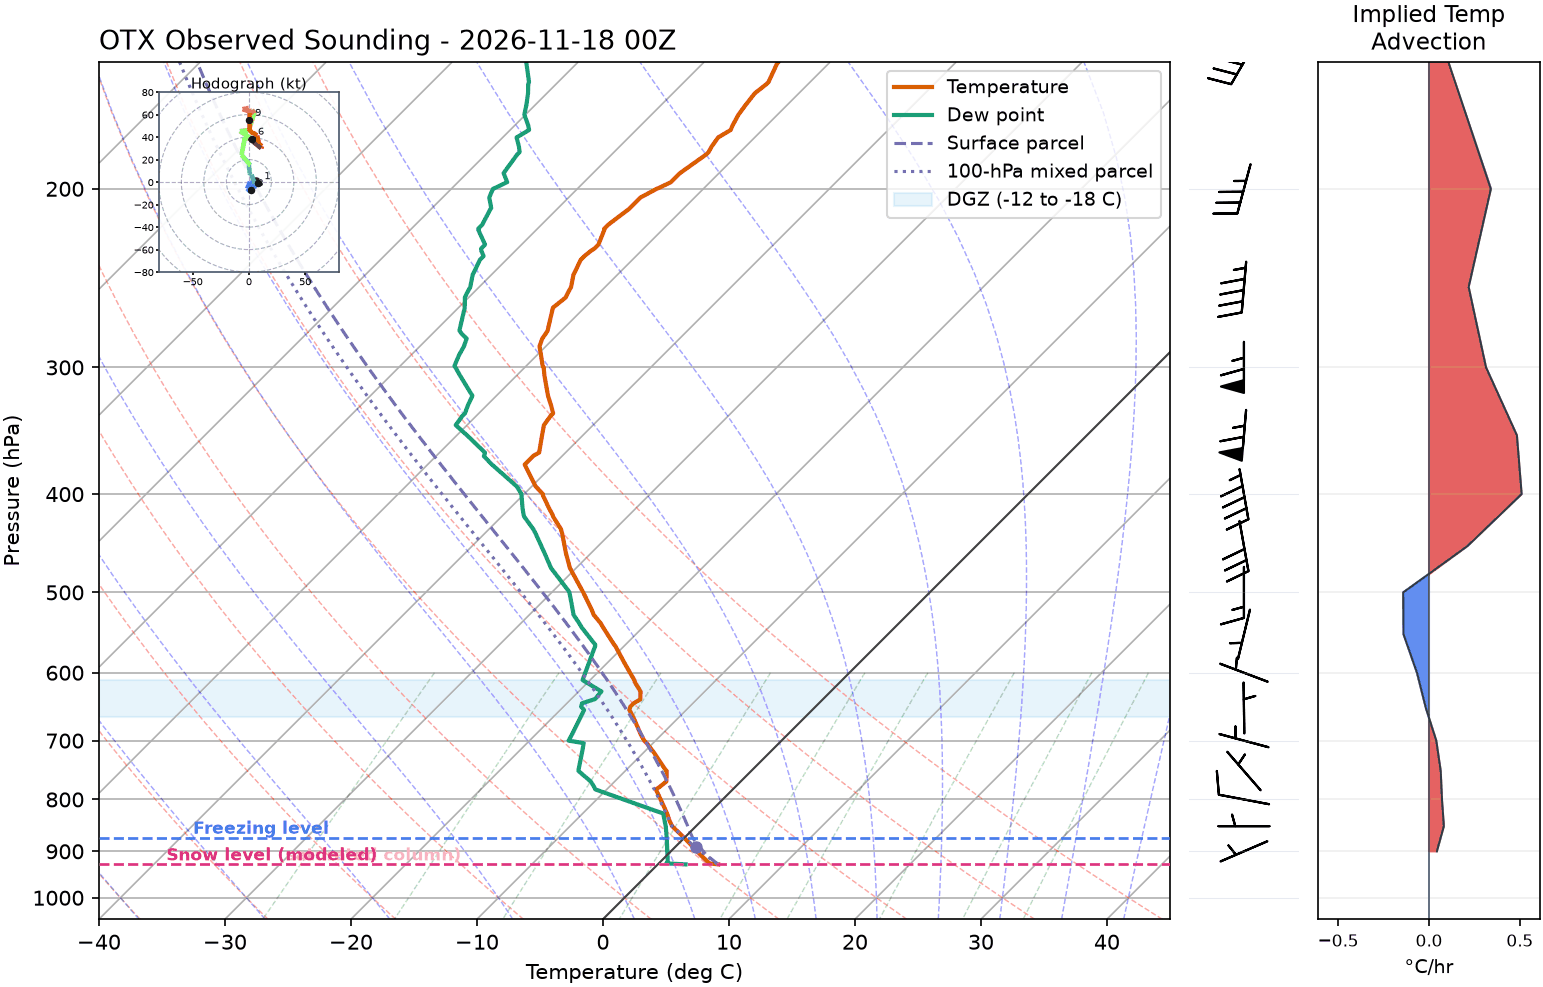 Implied Temp
Advection
OTX Observed Sounding - 2026-11-18 00Z
Hodograph (kt)
80
60
40
20
0
−20
−40
−60
−80
−50
0
50
9
6
1
Temperature
Dew point
Surface parcel
100-hPa mixed parcel
DGZ (-12 to -18 C)
Pressure (hPa)
200
300
400
500
600
700
800
900
1000
Freezing level
Snow level (modeled) column)
−40
−30
−20
−10
0
10
20
30
40
Temperature (deg C)
−0.5
0.0
0.5
°C/hr